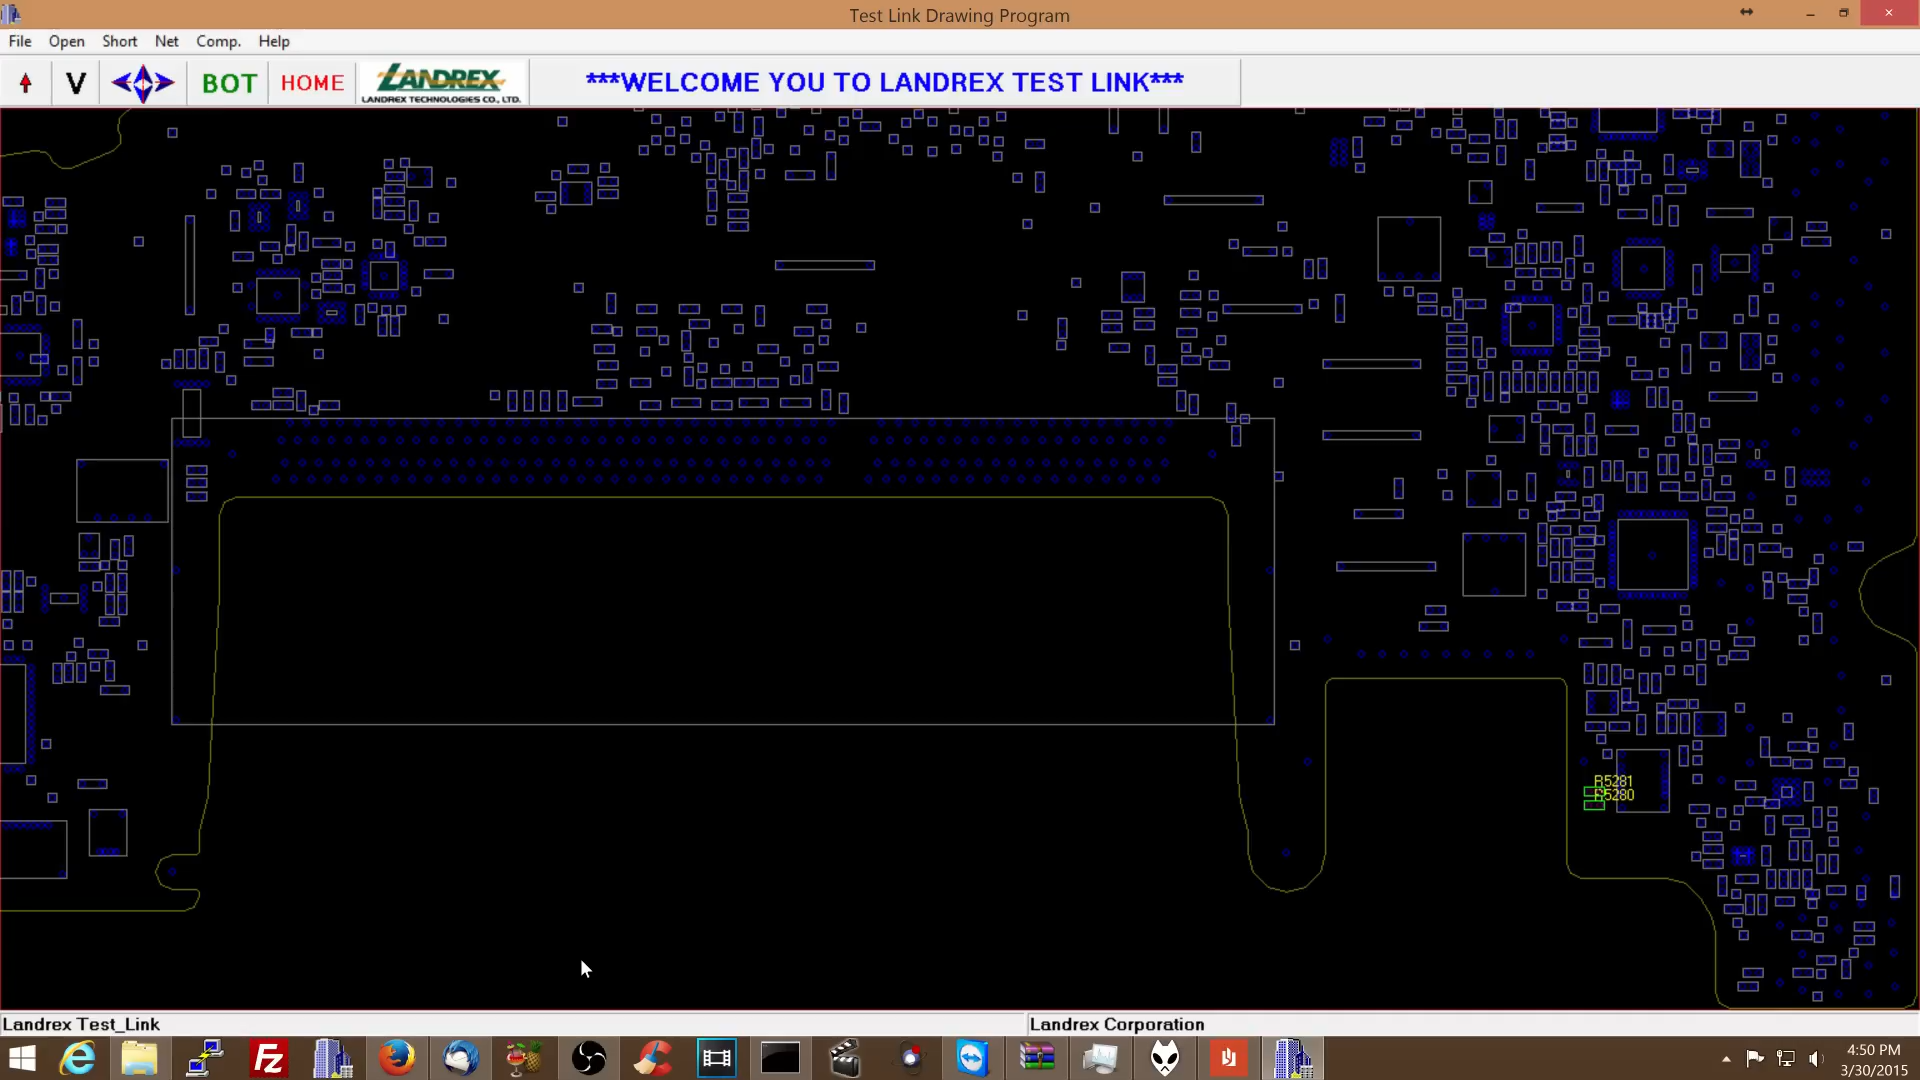 Test Link Drawing Program
File Open Short Net Comp. Help
V BOT HOME LANDREX ***WELCOME YOU TO LANDREX TEST LINK***
LANDREX TECHNOLOGIES CO., LTD.
R5281
R5280
Landrex Test_Link Landrex Corporation
4:50 PM
3/30/2015